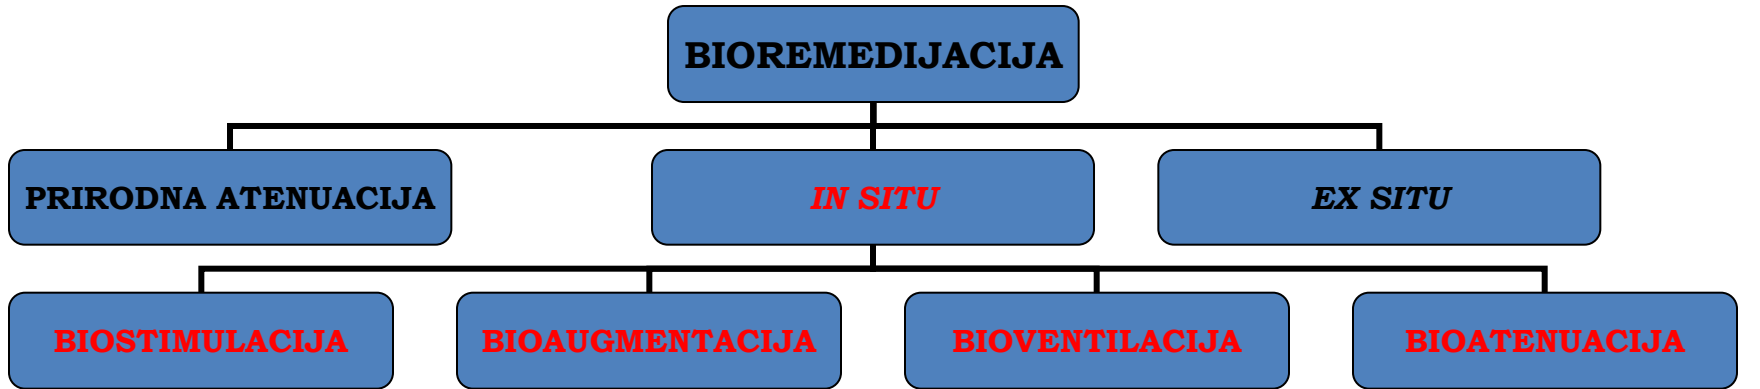 BIOREMEDIJACIJA
PRIRODNA ATENUACIJA
IN SITU
EX SITU
BIOSTIMULACIJA
BIOAUGMENTACIJA
BIOVENTILACIJA
BIOATENUACIJA